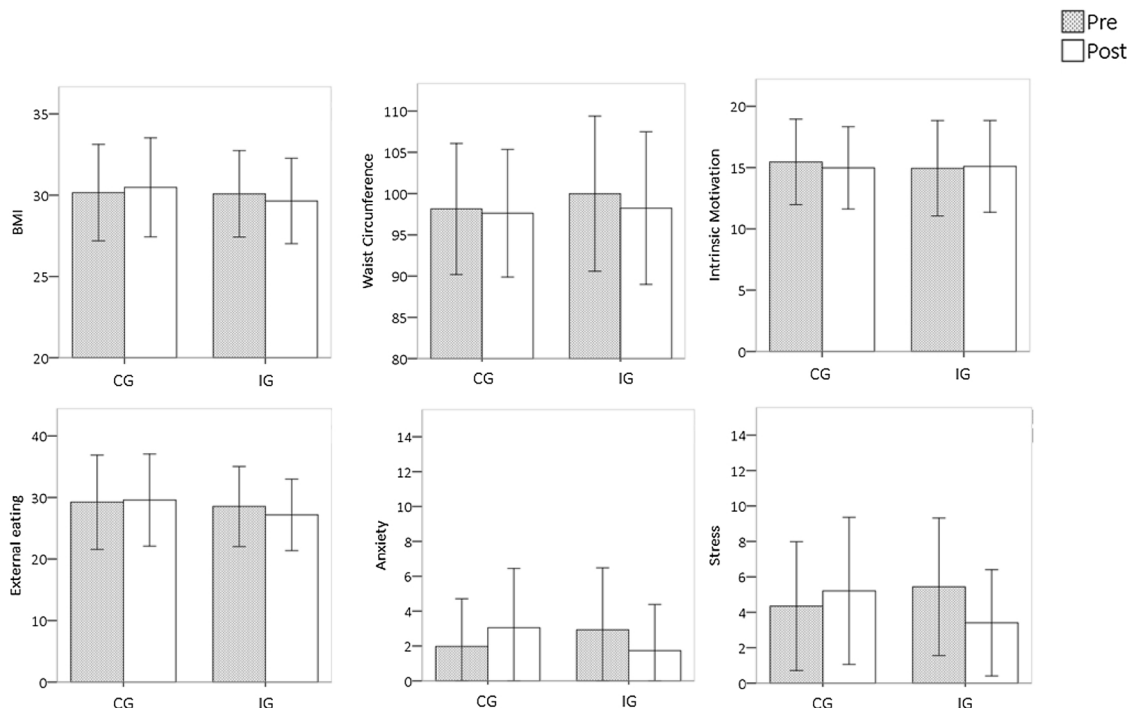 Pre
Post
BMI
35
30
25
20
CG
IG
Waist Circunference
110
105
100
95
90
85
80
CG
IG
Intrinsic Motivation
20
15
10
5
0
CG
IG
External eating
40
30
20
10
0
CG
IG
Anxiety
14
12
10
8
6
4
2
0
CG
IG
Stress
14
12
10
8
6
4
2
0
CG
IG